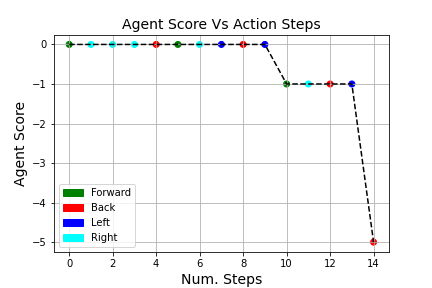 Agent Score Vs Action Steps
Agent Score
0
−1
−2
−3
−4
−5
Forward
Back
Left
Right
0 2 4 6 8 10 12 14
Num. Steps